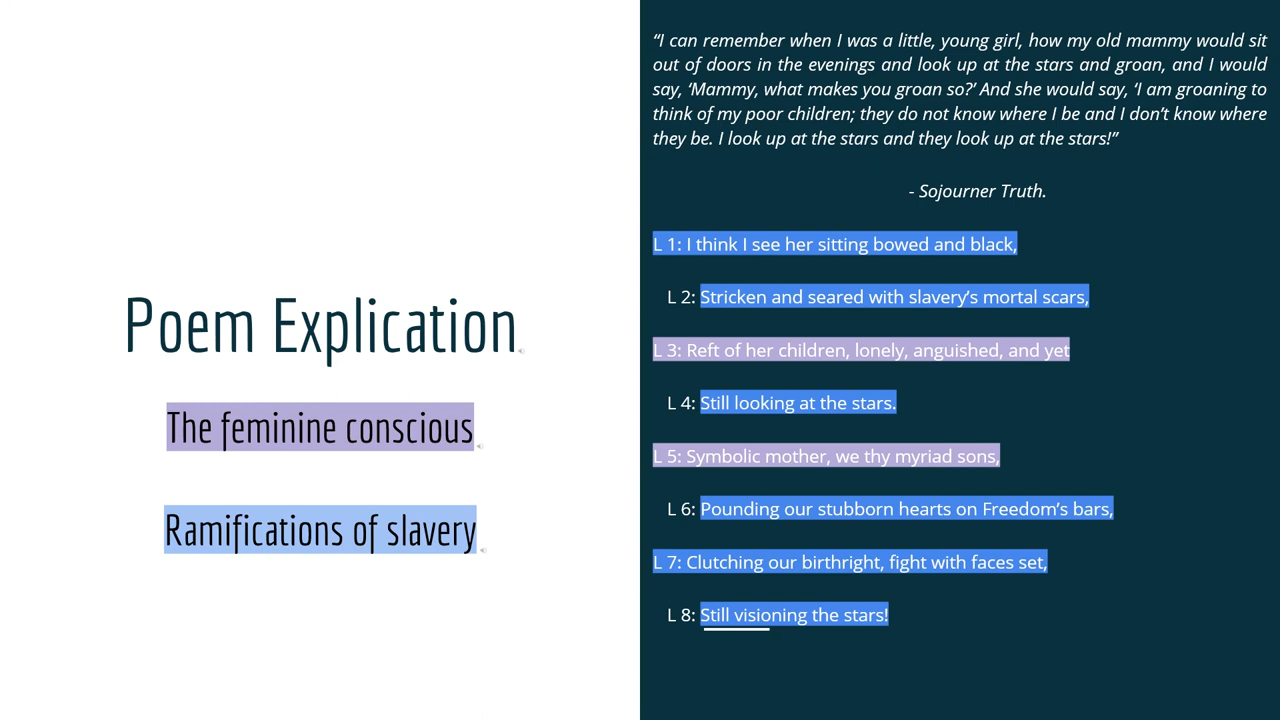 Poem Explication
The feminine conscious
Ramifications of slavery
“I can remember when I was a little, young girl, how my old mammy would sit
out of doors in the evenings and look up at the stars and groan, and I would
say, ‘Mammy, what makes you groan so?’ And she would say, ‘I am groaning to
think of my poor children; they do not know where I be and I don’t know where
they be. I look up at the stars and they look up at the stars!”
- Sojourner Truth.
L 1: I think I see her sitting bowed and black,
L 2: Stricken and seared with slavery’s mortal scars,
L 3: Reft of her children, lonely, anguished, and yet
L 4: Still looking at the stars.
L 5: Symbolic mother, we thy myriad sons,
L 6: Pounding our stubborn hearts on Freedom’s bars,
L 7: Clutching our birthright, fight with faces set,
L 8: Still visioning the stars!